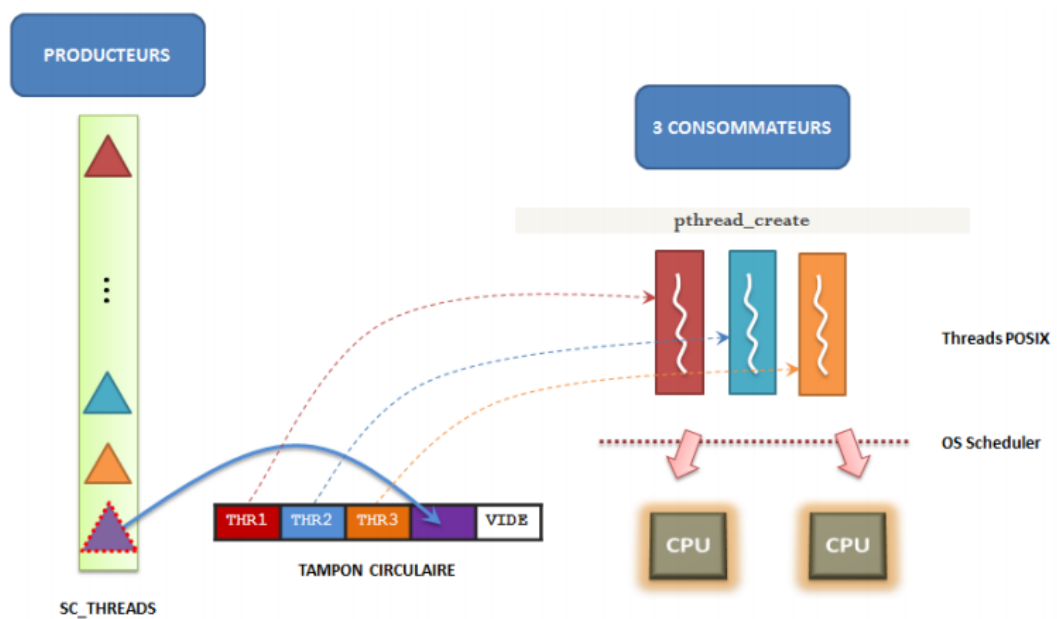 PRODUCTEURS
3 CONSOMMATEURS
pthread_create
...
Threads POSIX
OS Scheduler
THR1 THR2 THR3 VIDE
CPU CPU
TAMPON CIRCULAIRE
SC_THREADS